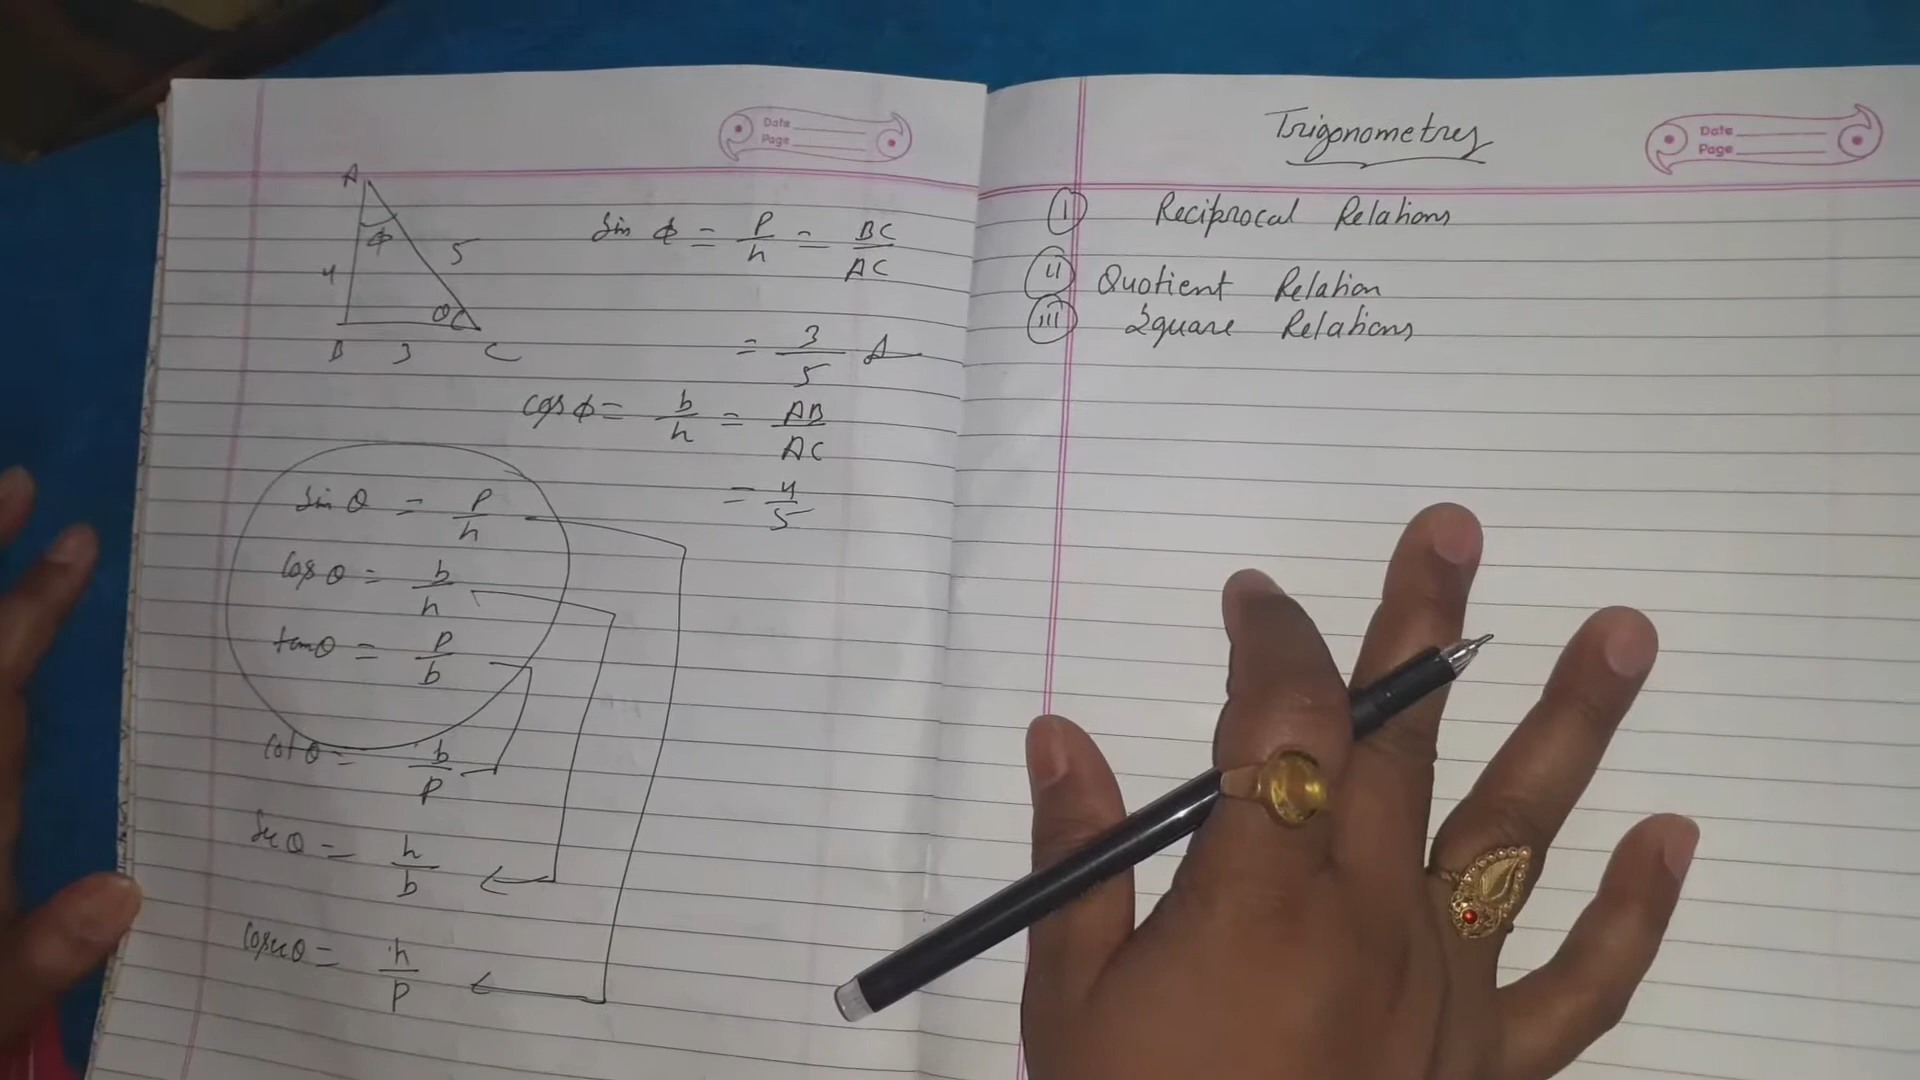 Date
Page
A
φ
5
4
θ
B 3 C
Sin φ = P/h = BC/AC
= 3/5
cos φ = b/h = AB/AC
= 4/5
Sin θ = P/h
Cos θ = b/h
tan θ = P/b
Cot θ = b/P
Sec θ = h/b
Cosec θ = h/P
Trigonometry
Date
Page
I Reciprocal Relations
II Quotient Relation
III Square Relations